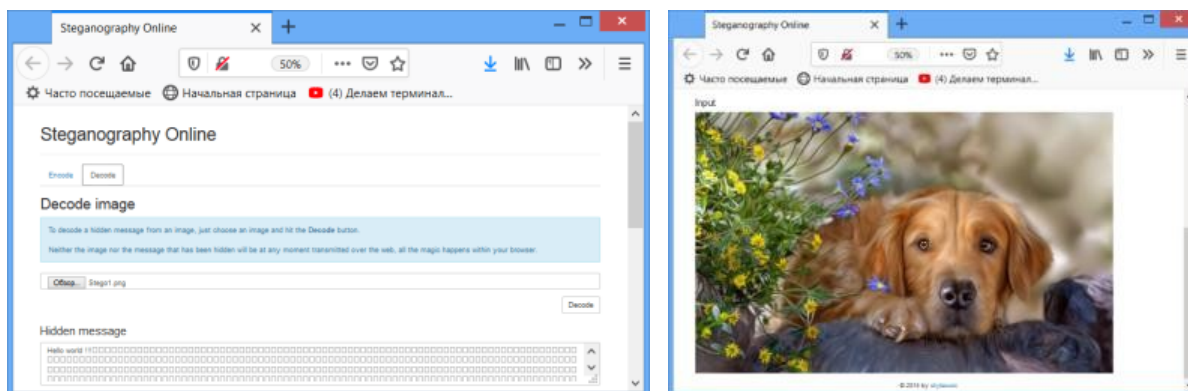 Steganography Online
50%
Часто посещаемые Начальная страница (4) Делаем терминал...
Steganography Online
Encode Decode
Decode image
To decode a hidden message from an image, just choose an image and hit the Decode button.
Neither the image nor the message that has been hidden will be at any moment transmitted over the web, all the magic happens within your browser.
Обзор... Stego1.png
Decode
Hidden message
Hello world !!
Steganography Online
50%
Часто посещаемые Начальная страница (4) Делаем терминал...
Input
by